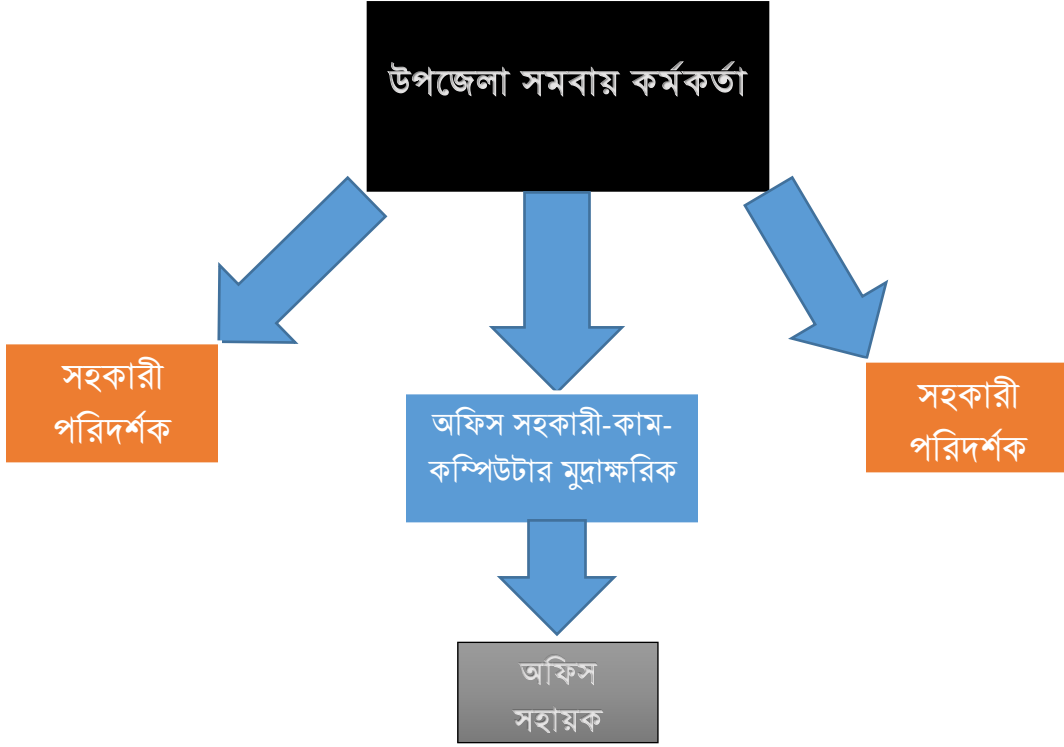 উপজেলা সমবায় কর্মকর্তা
সহকারী
পরিদর্শক
অফিস সহকারী-কাম-
কম্পিউটার মুদ্রাক্ষরিক
সহকারী
পরিদর্শক
অফিস
সহায়ক